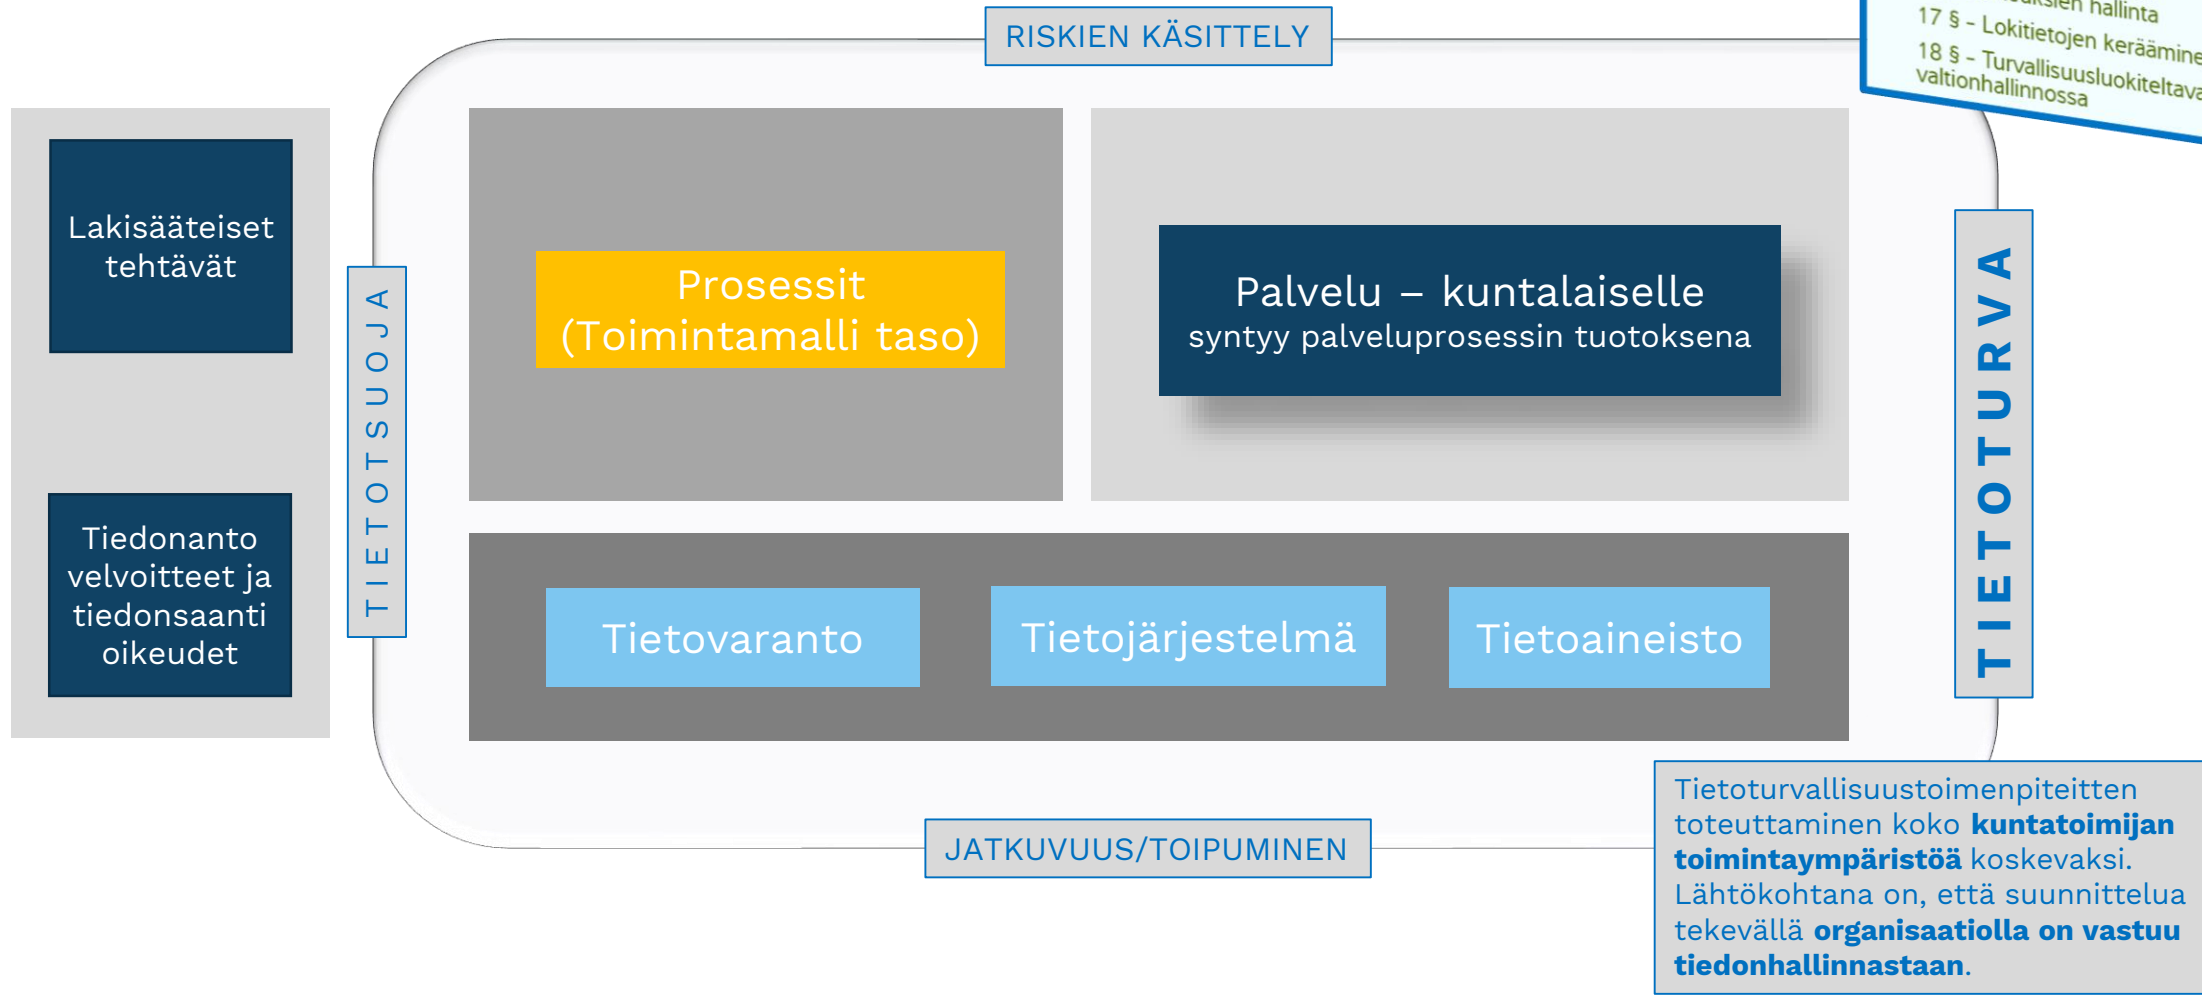 RISKIEN KÄSITTELY
hallinta
17 § - Lokitietojen
18 § -
valtionhallinnossa
Lakisääteiset
tehtävät
Tiedonanto
velvoitteet ja
tiedonsaanti
oikeudet
TIETOTSUOJA
Prosessit
(Toimintamalli taso)
Palvelu – kuntalaiselle
syntyy palveluprosessin tuotoksena
Tietovaranto
Tietojärjestelmä
Tietoaineisto
TIETOTURVA
JATKUVUUS/TOIPUMINEN
Tietoturvallisuustoimenpiteitten
toteuttaminen koko kuntatoimijan
toimintaympäristöä koskevaksi.
Lähtökohtana on, että suunnittelua
tekevällä organisaatiolla on vastuu
tiedonhallinnastaan.